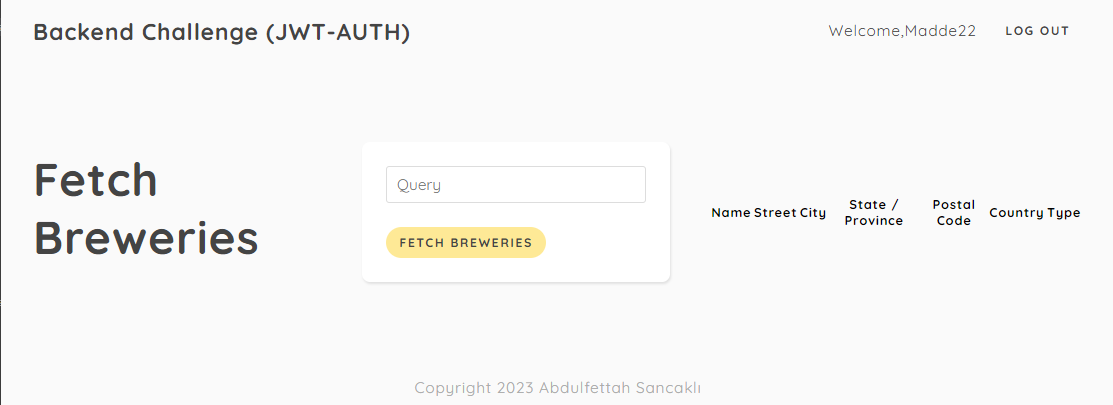 Backend Challenge (JWT-AUTH)
Welcome,Madde22
LOG OUT
Fetch
Breweries
Query
FETCH BREWERIES
Name Street City State / Province Postal Code Country Type
Copyright 2023 Abdulfettah Sancaklı